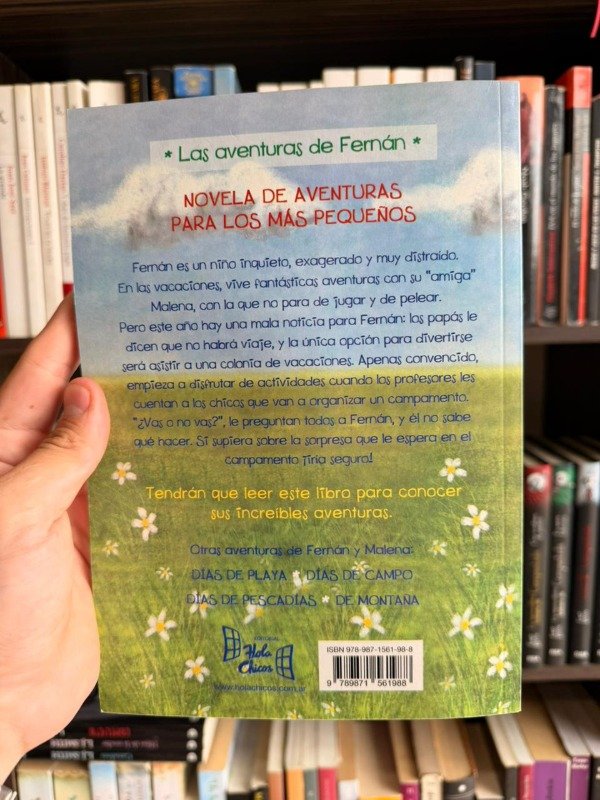 * Las aventuras de Fernán *
NOVELA DE AVENTURAS
PARA LOS MÁS PEQUEÑOS
Fernán es un niño inquieto, exagerado y muy distraído.
En las vacaciones, vive fantásticas aventuras con su "amiga"
Malena, con la que no para de jugar y de pelear.
Pero este año hay una mala noticia para Fernán: los papás le
dicen que no habrá viaje, y la única opción para divertirse
será asistir a una colonia de vacaciones. Apenas convencido,
empieza a disfrutar de actividades cuando los profesores les
cuentan a los chicos que van a organizar un campamento.
"¿Vas o no vas?", le preguntan todos a Fernán, y él no sabe
qué hacer. Si supiera sobre la sorpresa que le espera en el
campamento ¡iría seguro!
Tendrán que leer este libro para conocer
sus increíbles aventuras.
Otras aventuras de Fernán y Malena:
DÍAS DE PLAYA * DÍAS DE CAMPO
DÍAS DE PESCADÍAS * DE MONTAÑA
EDITORIAL
Hola
Chicos
www.holachicos.com.ar
ISBN 978-987-1561-98-8
9 789871 561988